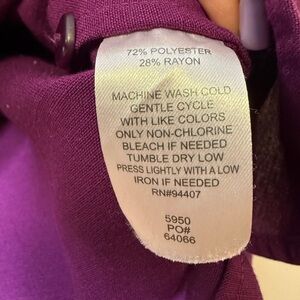 72% POLYESTER
28% RAYON
MACHINE WASH COLD
GENTLE CYCLE
WITH LIKE COLORS
ONLY NON-CHLORINE
BLEACH IF NEEDED
TUMBLE DRY LOW
PRESS LIGHTLY WITH A LOW
IRON IF NEEDED
RN#94407
5950
PO#
64066